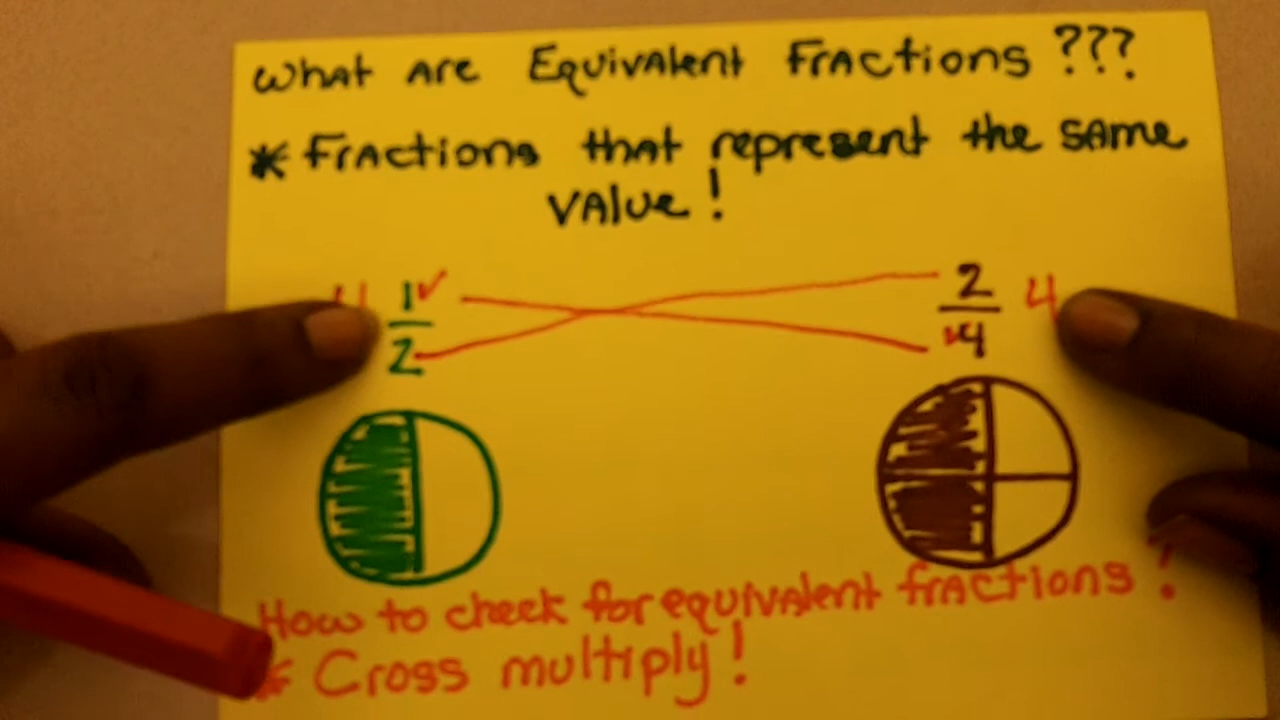 What Are Equivalent Fractions ???
* Fractions that represent the same
value!
4 1 ✓ 2 4
2 4
How to check for equivalent fractions?
* Cross multiply!